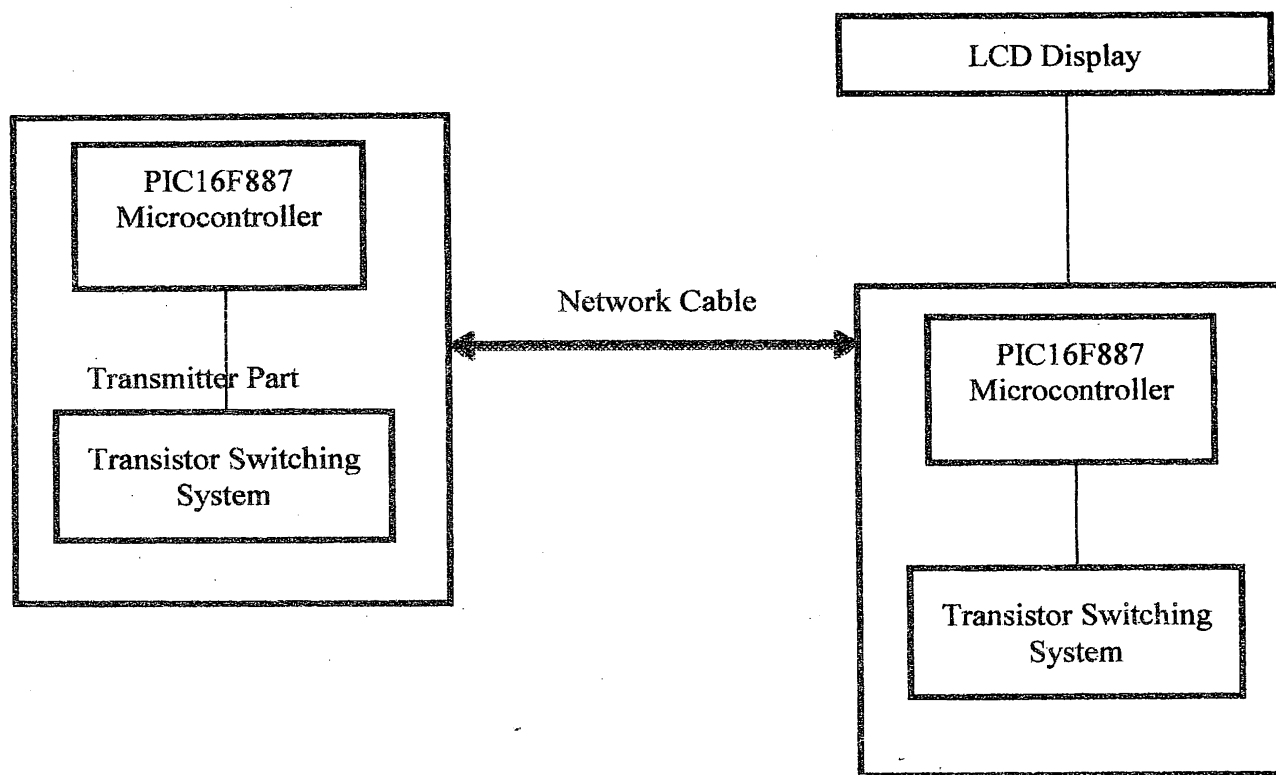 LCD Display
PIC16F887
Microcontroller
Transmitter Part
Transistor Switching
System
Network Cable
PIC16F887
Microcontroller
Transistor Switching
System